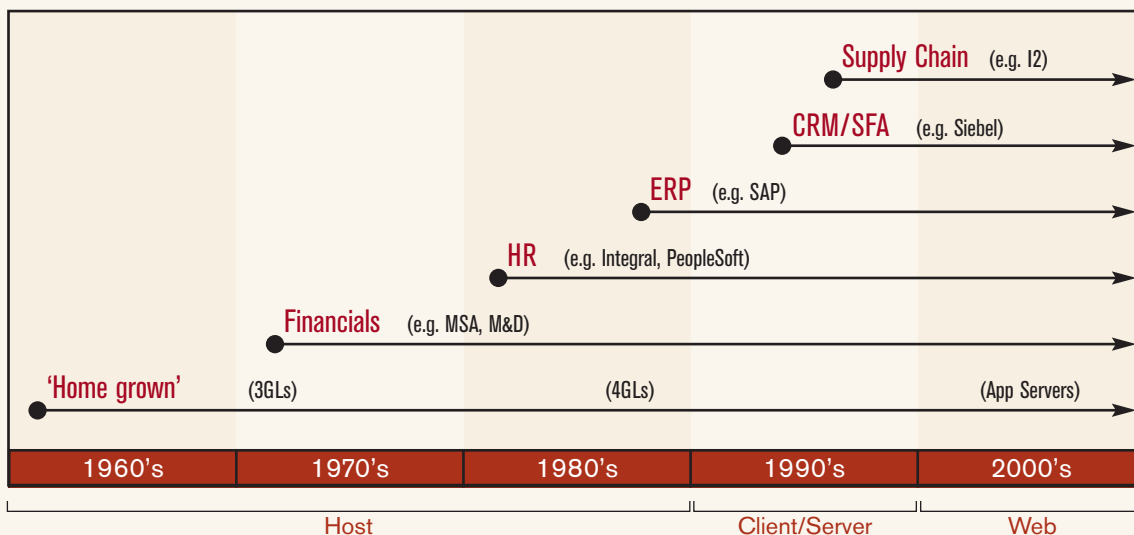 Supply Chain (e.g. I2)
CRM/SFA (e.g. Siebel)
ERP (e.g. SAP)
HR (e.g. Integral, PeopleSoft)
Financials (e.g. MSA, M&D)
‘Home grown’ (3GLs) (4GLs) (App Servers)
1960's 1970's 1980's 1990's 2000's
Host Client/Server Web